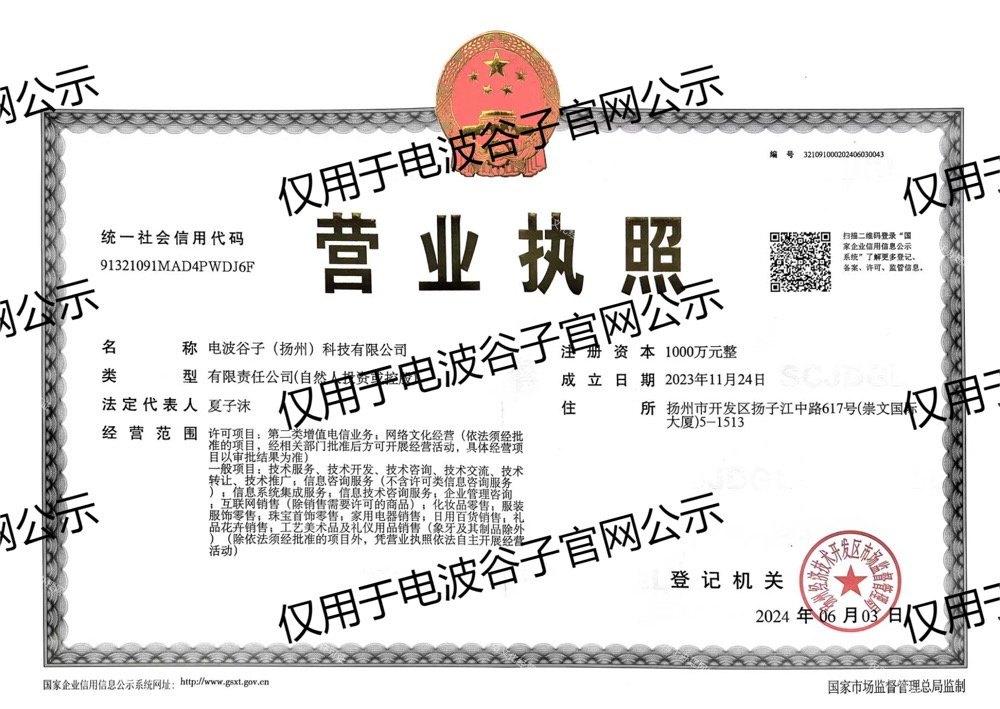 编 号 321091000202406030043
统一社会信用代码
91321091MAD4PWDJ6F
营业执照
扫描二维码登录“国
家企业信用信息公示
系统”了解更多登记、
备案、许可、监管信息。
名 称 电波谷子（扬州）科技有限公司
类 型 有限责任公司(自然人投资或控股)
法定代表人 夏子沫
经营范围 许可项目：第二类增值电信业务；网络文化经营（依法须经批
准的项目，经相关部门批准后方可开展经营活动，具体经营项
目以审批结果为准）
一般项目：技术服务、技术开发、技术咨询、技术交流、技术
转让、技术推广；信息咨询服务（不含许可类信息咨询服务
）；信息系统集成服务；信息技术咨询服务；企业管理咨询
；互联网销售（除销售需要许可的商品）；化妆品零售；服装
服饰零售；珠宝首饰零售；家用电器销售；日用百货销售；礼
品花卉销售；工艺美术品及礼仪用品销售（象牙及其制品除外
）（除依法须经批准的项目外，凭营业执照依法自主开展经营
活动）
注册资本 1000万元整
成立日期 2023年11月24日
住 所 扬州市开发区扬子江中路617号(崇文国际
大厦)5-1513
登记机关
2024 年 06 月 03 日
扬州经济技术开发区市场监督管理局
国家企业信用信息公示系统网址：http://www.gsxt.gov.cn
国家市场监督管理总局监制
仅用于电波谷子官网公示
仅用于电波谷子官网公示
仅用于电波谷子官网公示
网公示
网公示
网公示
仅用于
仅用于
仅用于